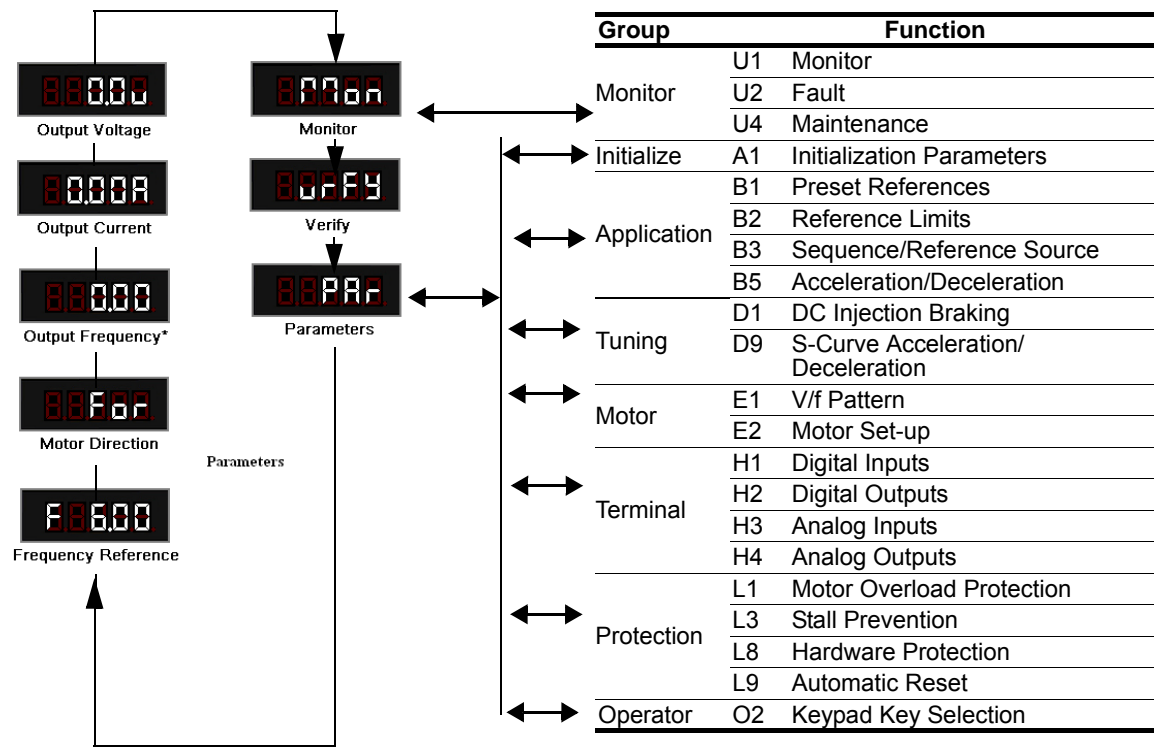 0.0u
Output Voltage
0.00A
Output Current
0.00
Output Frequency*
For
Motor Direction
F 6.00
Frequency Reference
Mon
Monitor
vrFY
Verify
PAr
Parameters
Parameters
Group Function
Monitor
U1 Monitor
U2 Fault
U4 Maintenance
Initialize A1 Initialization Parameters
Application
B1 Preset References
B2 Reference Limits
B3 Sequence/Reference Source
B5 Acceleration/Deceleration
Tuning
D1 DC Injection Braking
D9 S-Curve Acceleration/
Deceleration
Motor
E1 V/f Pattern
E2 Motor Set-up
Terminal
H1 Digital Inputs
H2 Digital Outputs
H3 Analog Inputs
H4 Analog Outputs
Protection
L1 Motor Overload Protection
L3 Stall Prevention
L8 Hardware Protection
L9 Automatic Reset
Operator O2 Keypad Key Selection